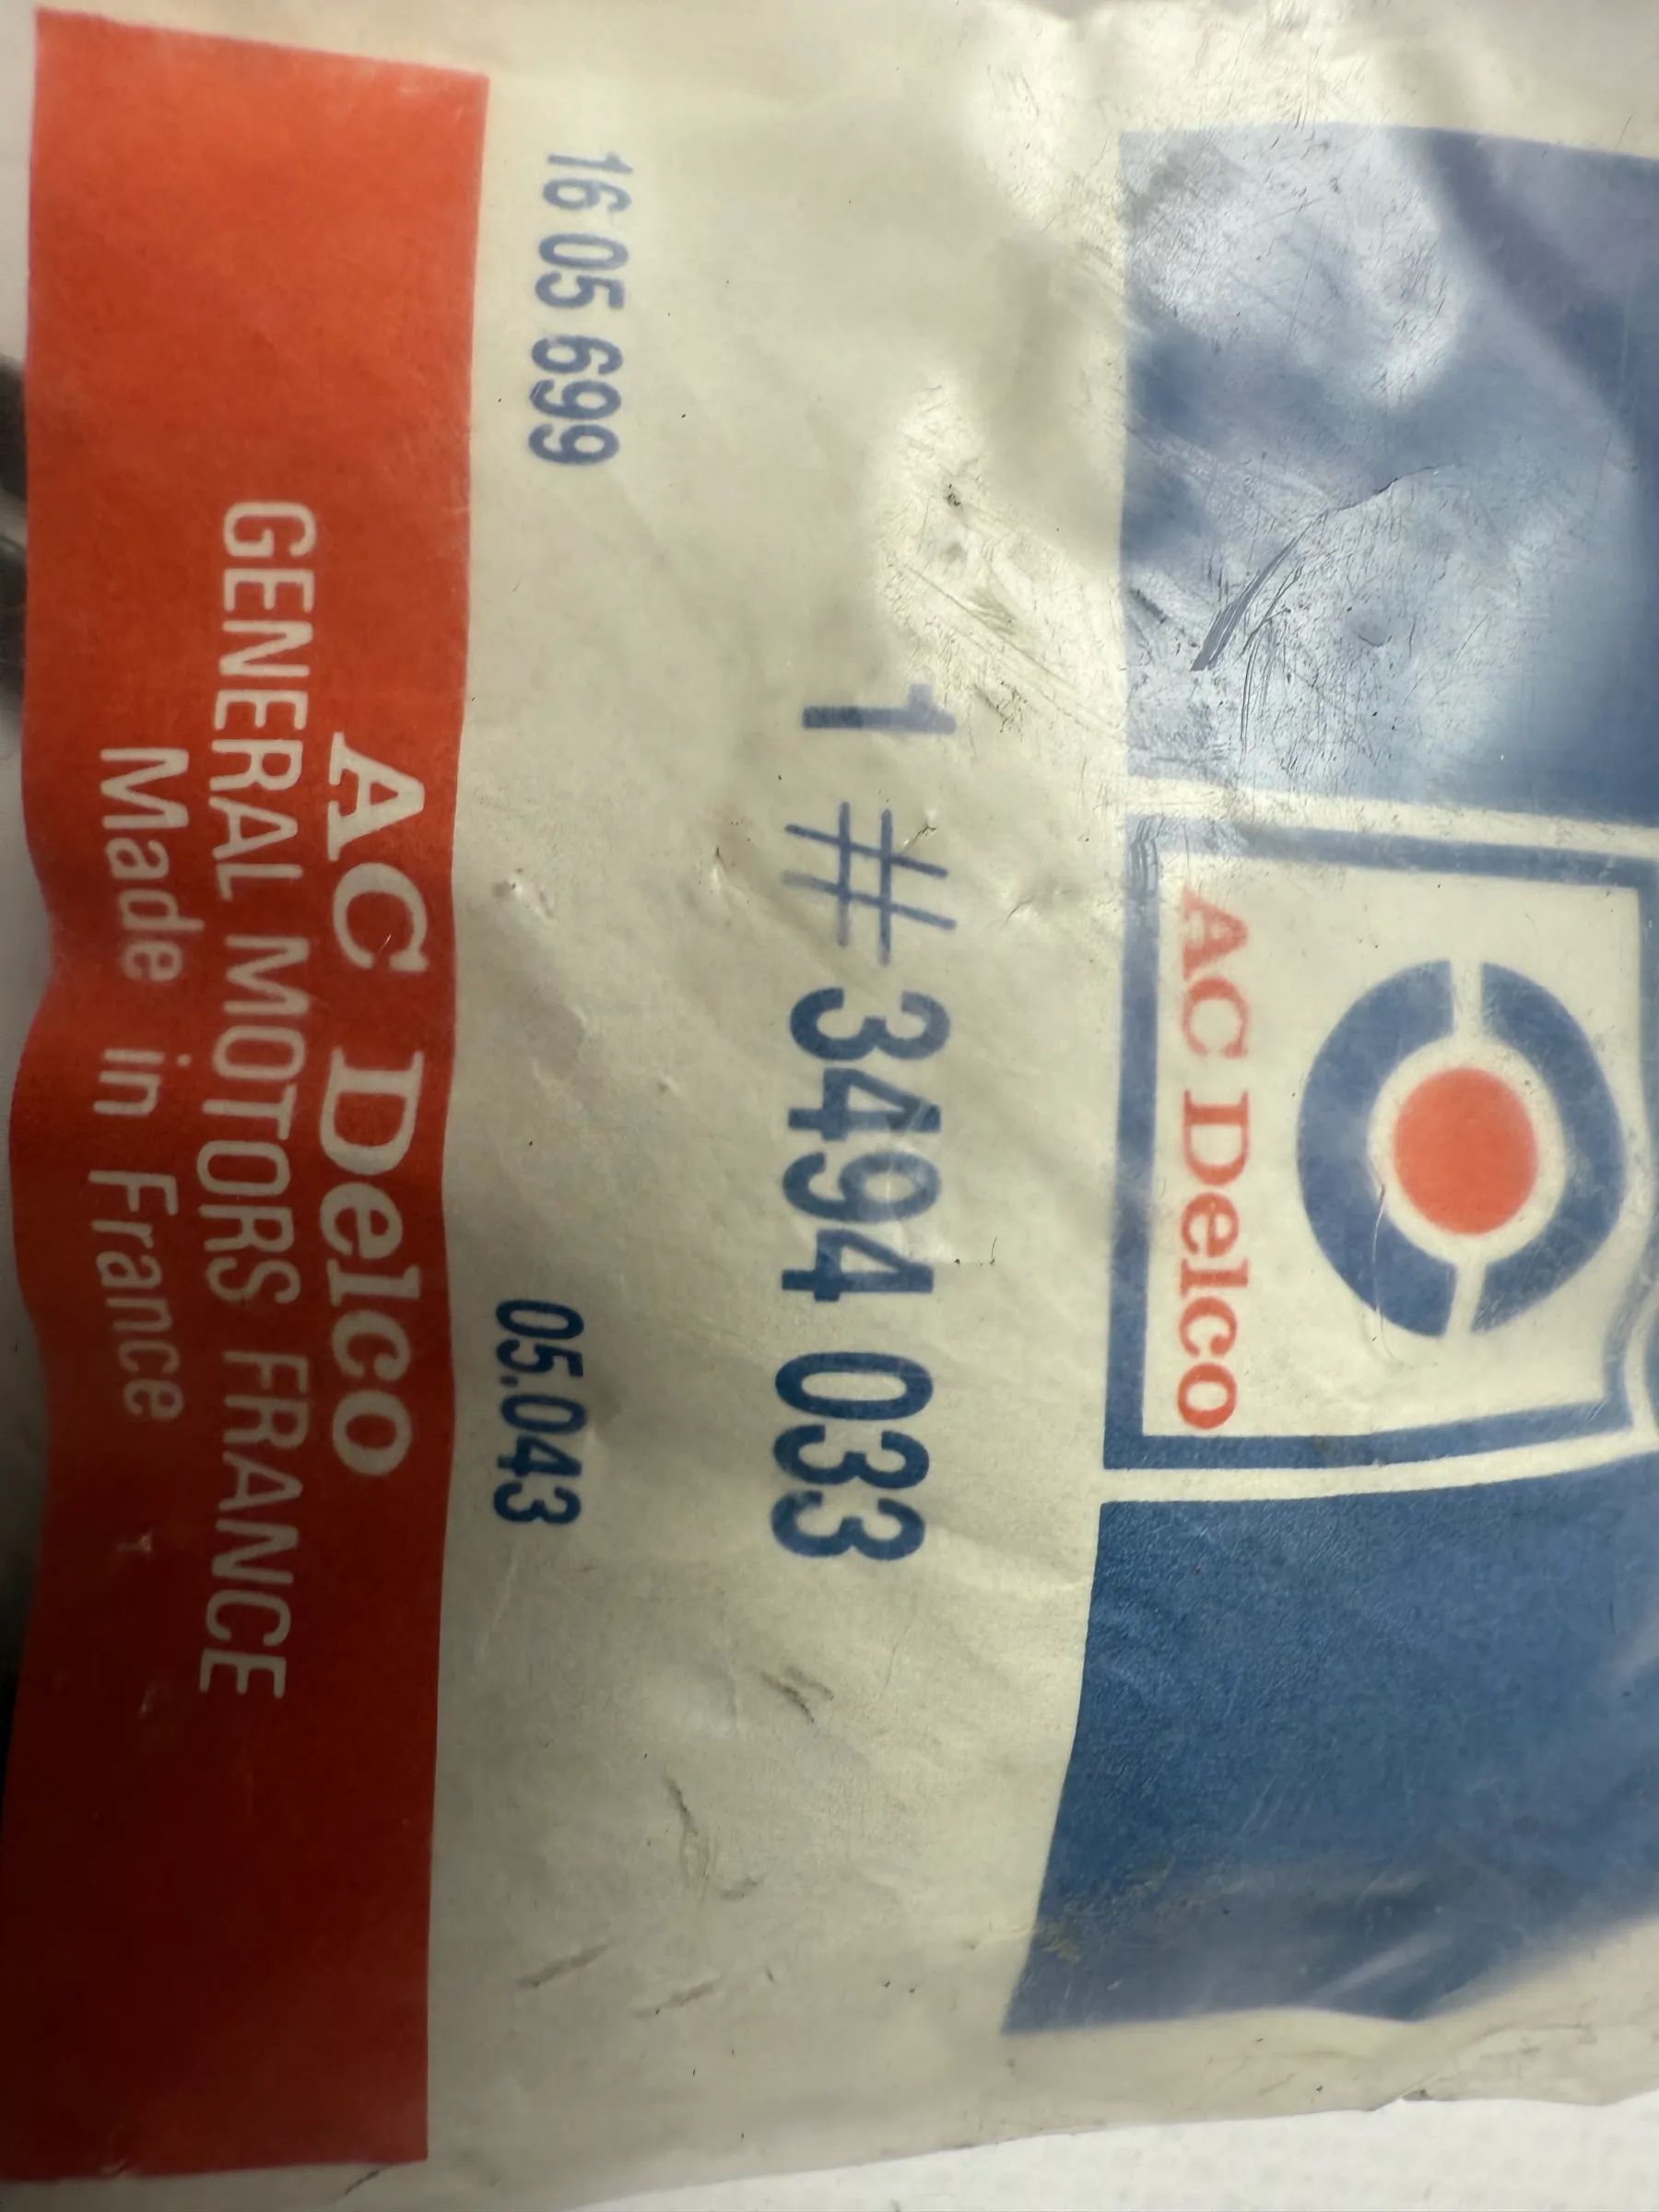 AC Delco
1 # 3494 033
16 05 699 05.043
AC Delco
GENERAL MOTORS FRANCE
Made in France